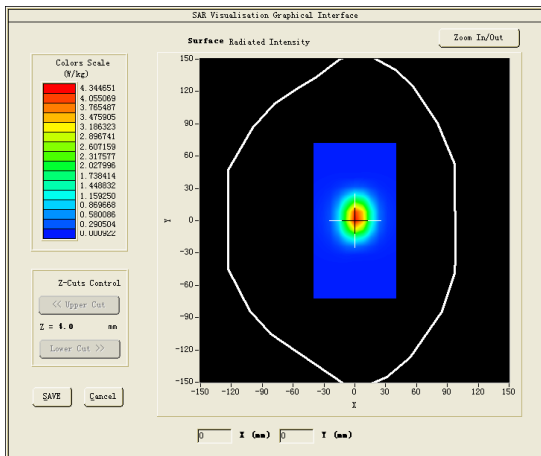 SAR Visualisation Graphical Interface
Surface Radiated Intensity
Zoom In/Out
Colors Scale
(W/kg)
4.344651
4.055069
3.765487
3.475905
3.186323
2.896741
2.607159
2.317577
2.027996
1.738414
1.448832
1.159250
0.869668
0.580086
0.290504
0.000922
150
120
90
60
30
0
-30
-60
-90
-120
-150
Y
-150 -120 -90 -60 -30 0 30 60 90 120 150
X
Z-Cuts Control
<< Upper Cut
Z = 4.0 mm
Lower Cut >>
SAVE Cancel
0 X (mm) 0 Y (mm)